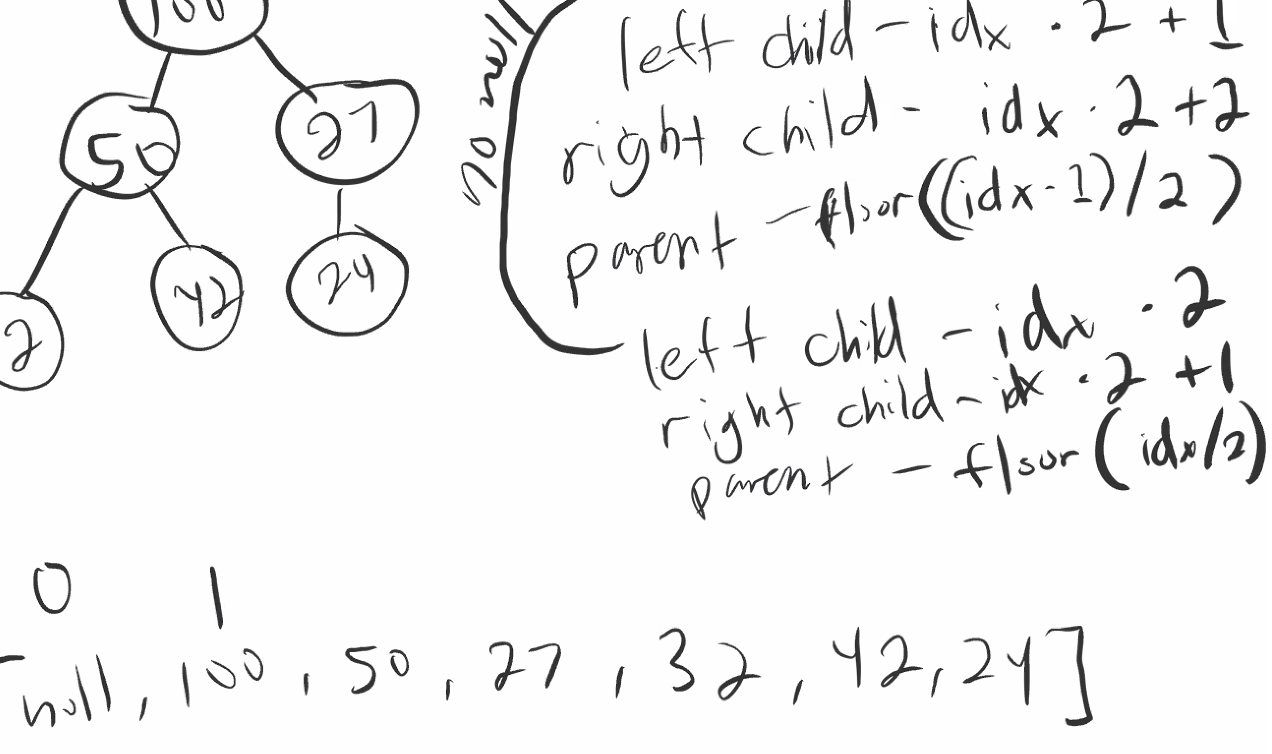 100
50
27
2
42
24
no null
left child - idx · 2 + 1
right child - idx · 2 + 2
parent - floor((idx - 1) / 2)
left child - idx · 2
right child - idx · 2 + 1
parent - floor(idx/2)
0 1
[null, 100, 50, 27, 32, 42, 24]